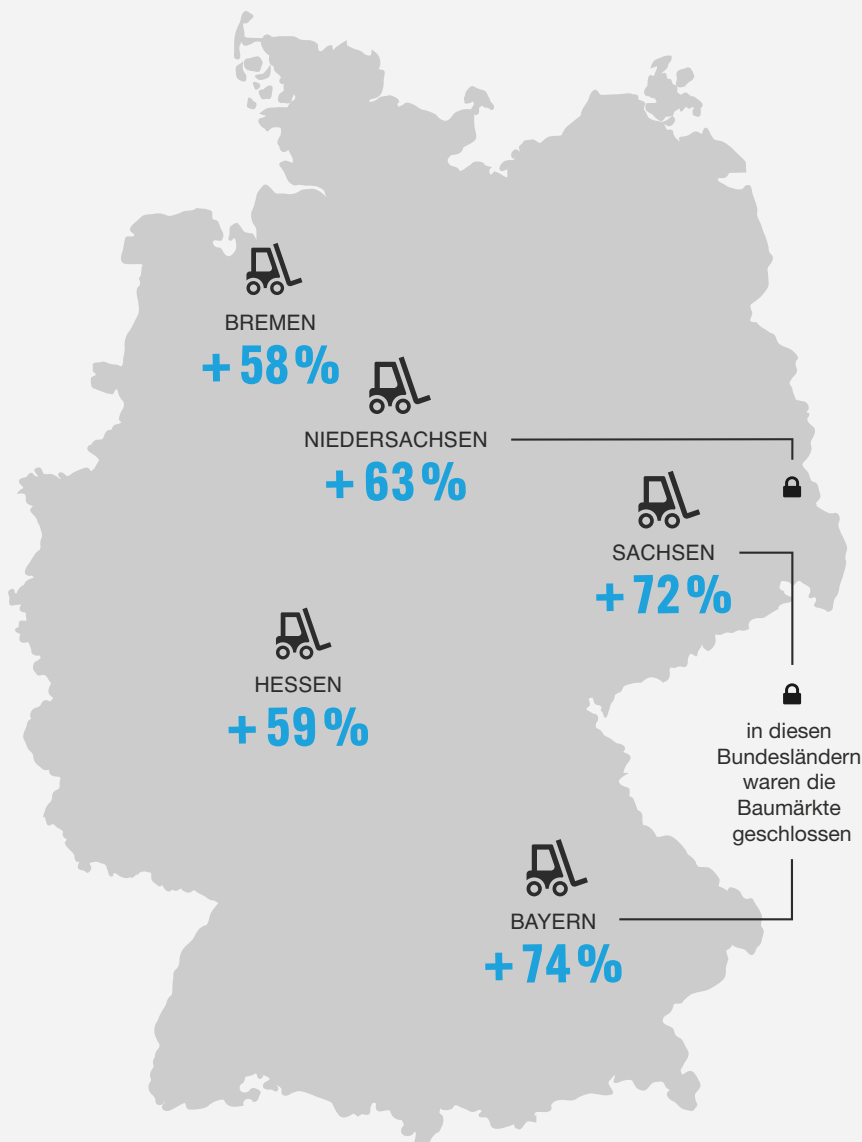 BREMEN
+ 58 %
NIEDERSACHSEN
+ 63 %
SACHSEN
+ 72 %
HESSEN
+ 59 %
in diesen
Bundesländern
waren die
Baumärkte
geschlossen
BAYERN
+ 74 %